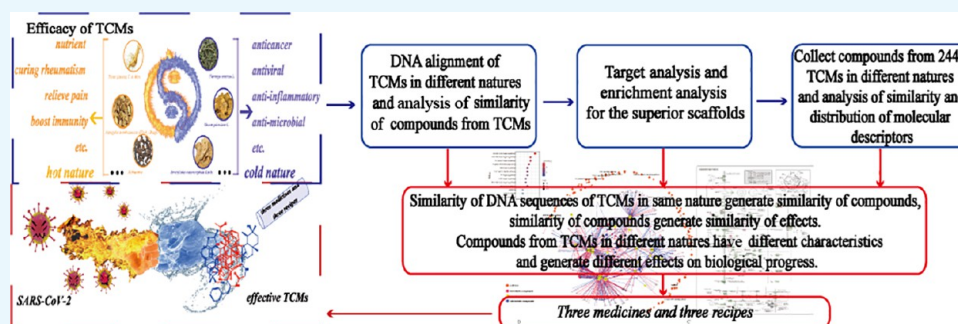 Efficacy of TCMs
nutrient
curing rheumatism
relieve pain
boost immunity
etc.
hot nature
anticancer
antiviral
anti-inflammatory
anti-microbial
etc.
cold nature
DNA alignment of
TCMs in different natures
and analysis of similarity
of compounds from TCMs
Target analysis and
enrichment analysis
for the superior scaffolds
Collect compounds from 244
TCMs in different natures
and analysis of similarity an
distribution of molecular
descriptors
Similarity of DNA sequences of TCMs in same nature generate similarity of compounds,
similarity of compounds generate similarity of effects.
Compounds from TCMs in different natures have different characteristics
and generate different effects on biological progress.
three medicines and
three recipes
SARS-CoV-2
effective TCMs
Three medicines and three recipes